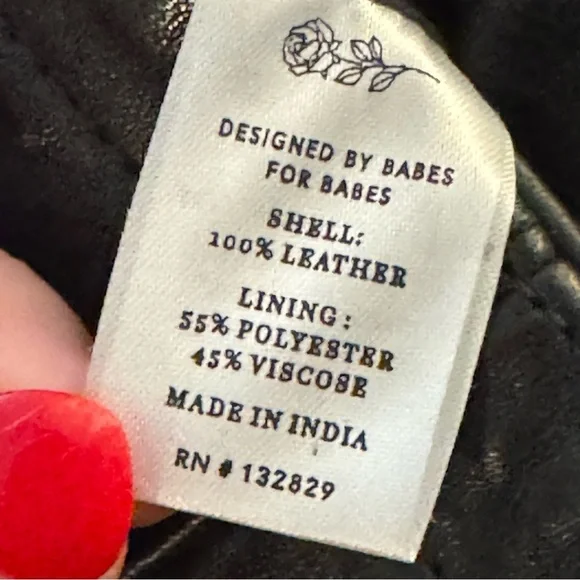 DESIGNED BY BABES
FOR BABES
SHELL:
100% LEATHER
LINING:
55% POLYESTER
45% VISCOSE
MADE IN INDIA
RN # 132829